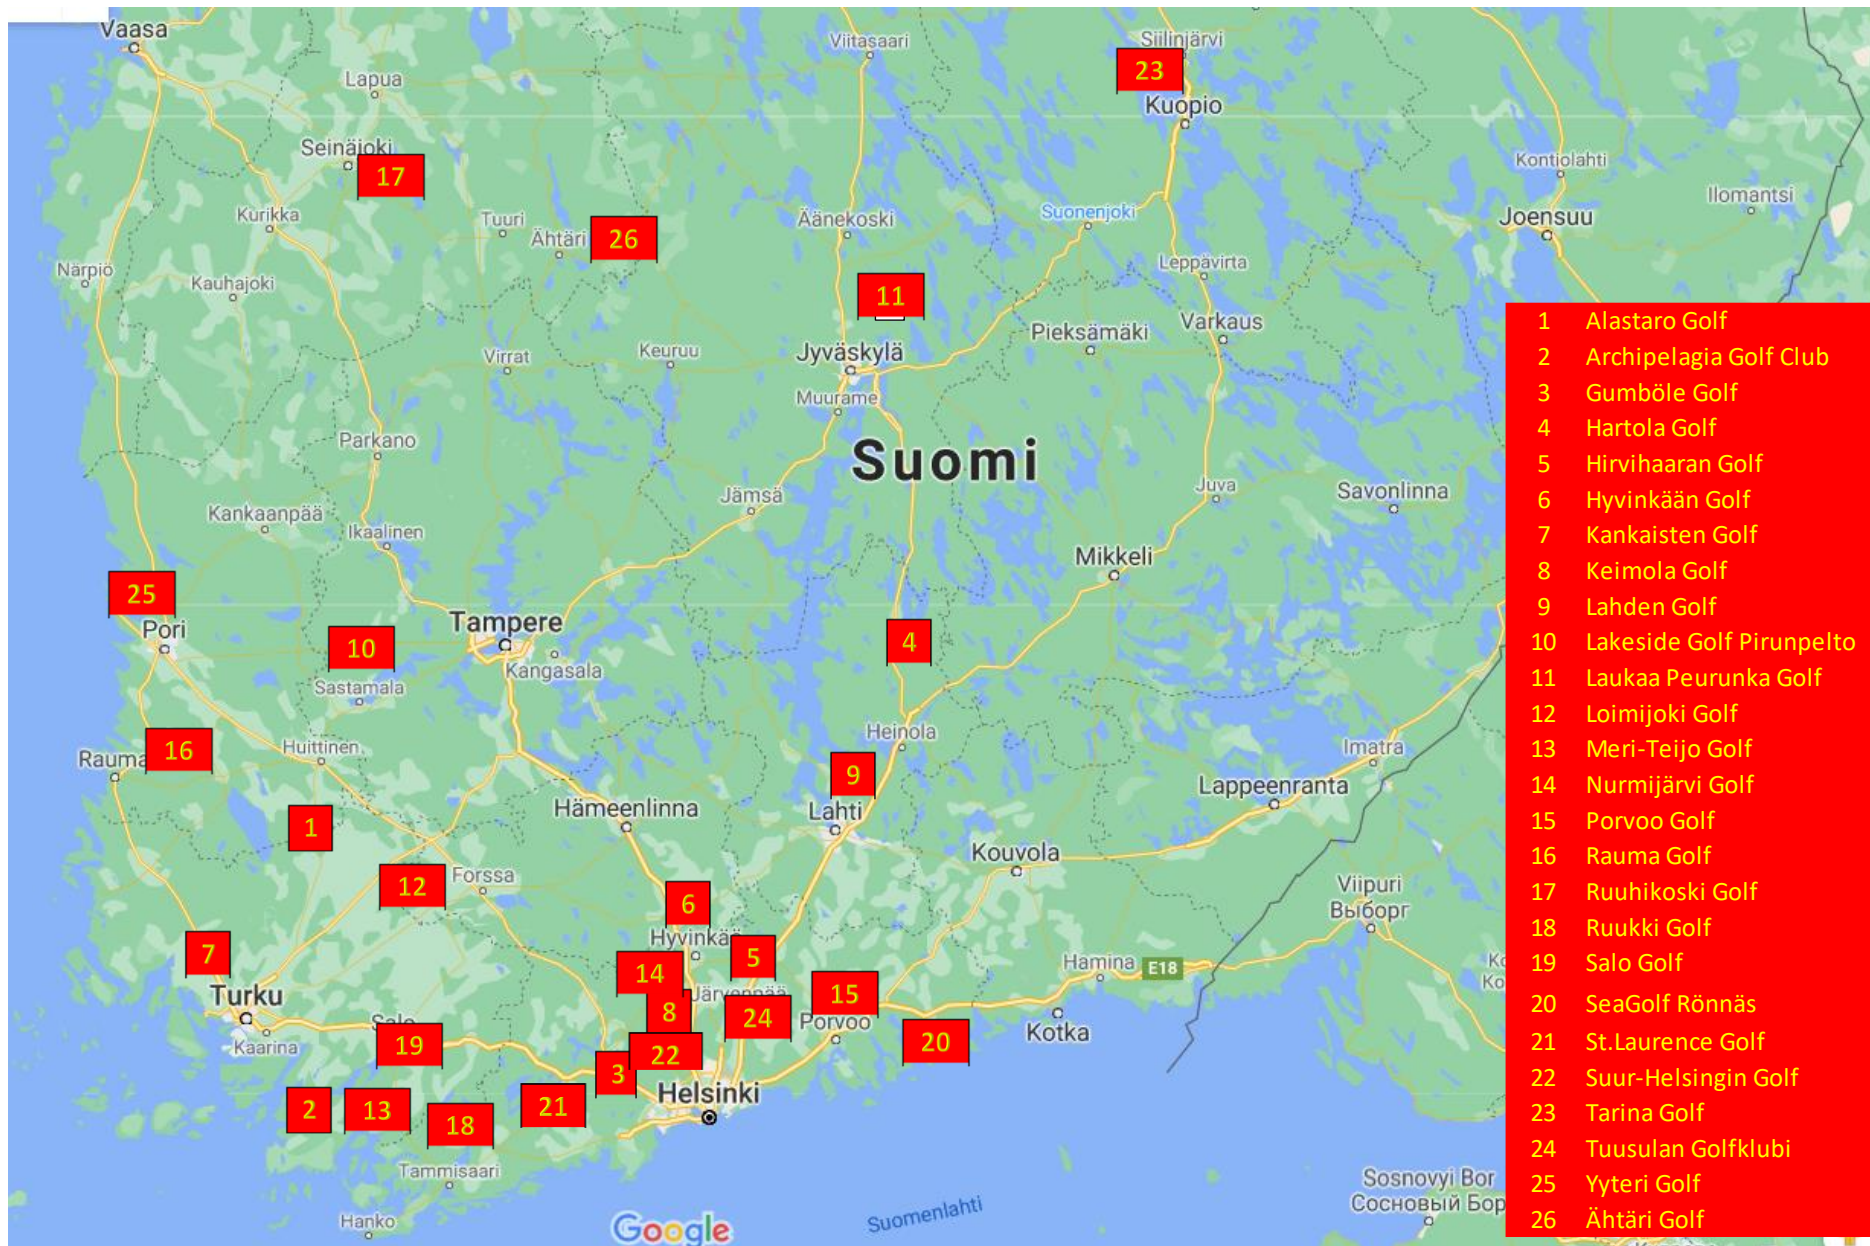 Vaasa
Viitasaari
Siilinjärvi
23
Lapua
Kuopio
Seinäjoki
17
Kontiolahti
Ilomantsi
Kurikka
Tuuri
Ähtäri
26
Äänekoski
Suonenjoki
Joensuu
Närpiö
Kauhajoki
11
Leppävirta
Virrat
Keuruu
Jyväskylä
Pieksämäki
Varkaus
Muurame
Parkano
Suomi
Jämsä
Juva
Savonlinna
Kankaanpää
Ikaalinen
Mikkeli
25
Pori
10
Tampere
Kangasala
4
Sastamala
Rauma
16
Huittinen
Heinola
9
Imatra
Lappeenranta
1
Hämeenlinna
Lahti
Kouvola
12
Forssa
6
Viipuri
Выборг
7
Hyvinkää
5
14
Hamina
E18
Turku
Järvenpää
15
8
24
Porvoo
Kotka
Kaarina
Salo
19
22
20
3
Helsinki
2
13
18
21
Tammisaari
Sosnovyi Bor
Сосновый Бор
Hanko
Google
Suomenlahti
1 Alastaro Golf
2 Archipelagia Golf Club
3 Gumböle Golf
4 Hartola Golf
5 Hirvihaaran Golf
6 Hyvinkään Golf
7 Kankaisten Golf
8 Keimola Golf
9 Lahden Golf
10 Lakeside Golf Pirunpelto
11 Laukaa Peurunka Golf
12 Loimijoki Golf
13 Meri-Teijo Golf
14 Nurmijärvi Golf
15 Porvoo Golf
16 Rauma Golf
17 Ruuhikoski Golf
18 Ruukki Golf
19 Salo Golf
20 SeaGolf Rönnäs
21 St.Laurence Golf
22 Suur-Helsingin Golf
23 Tarina Golf
24 Tuusulan Golfklubi
25 Yyteri Golf
26 Ähtäri Golf